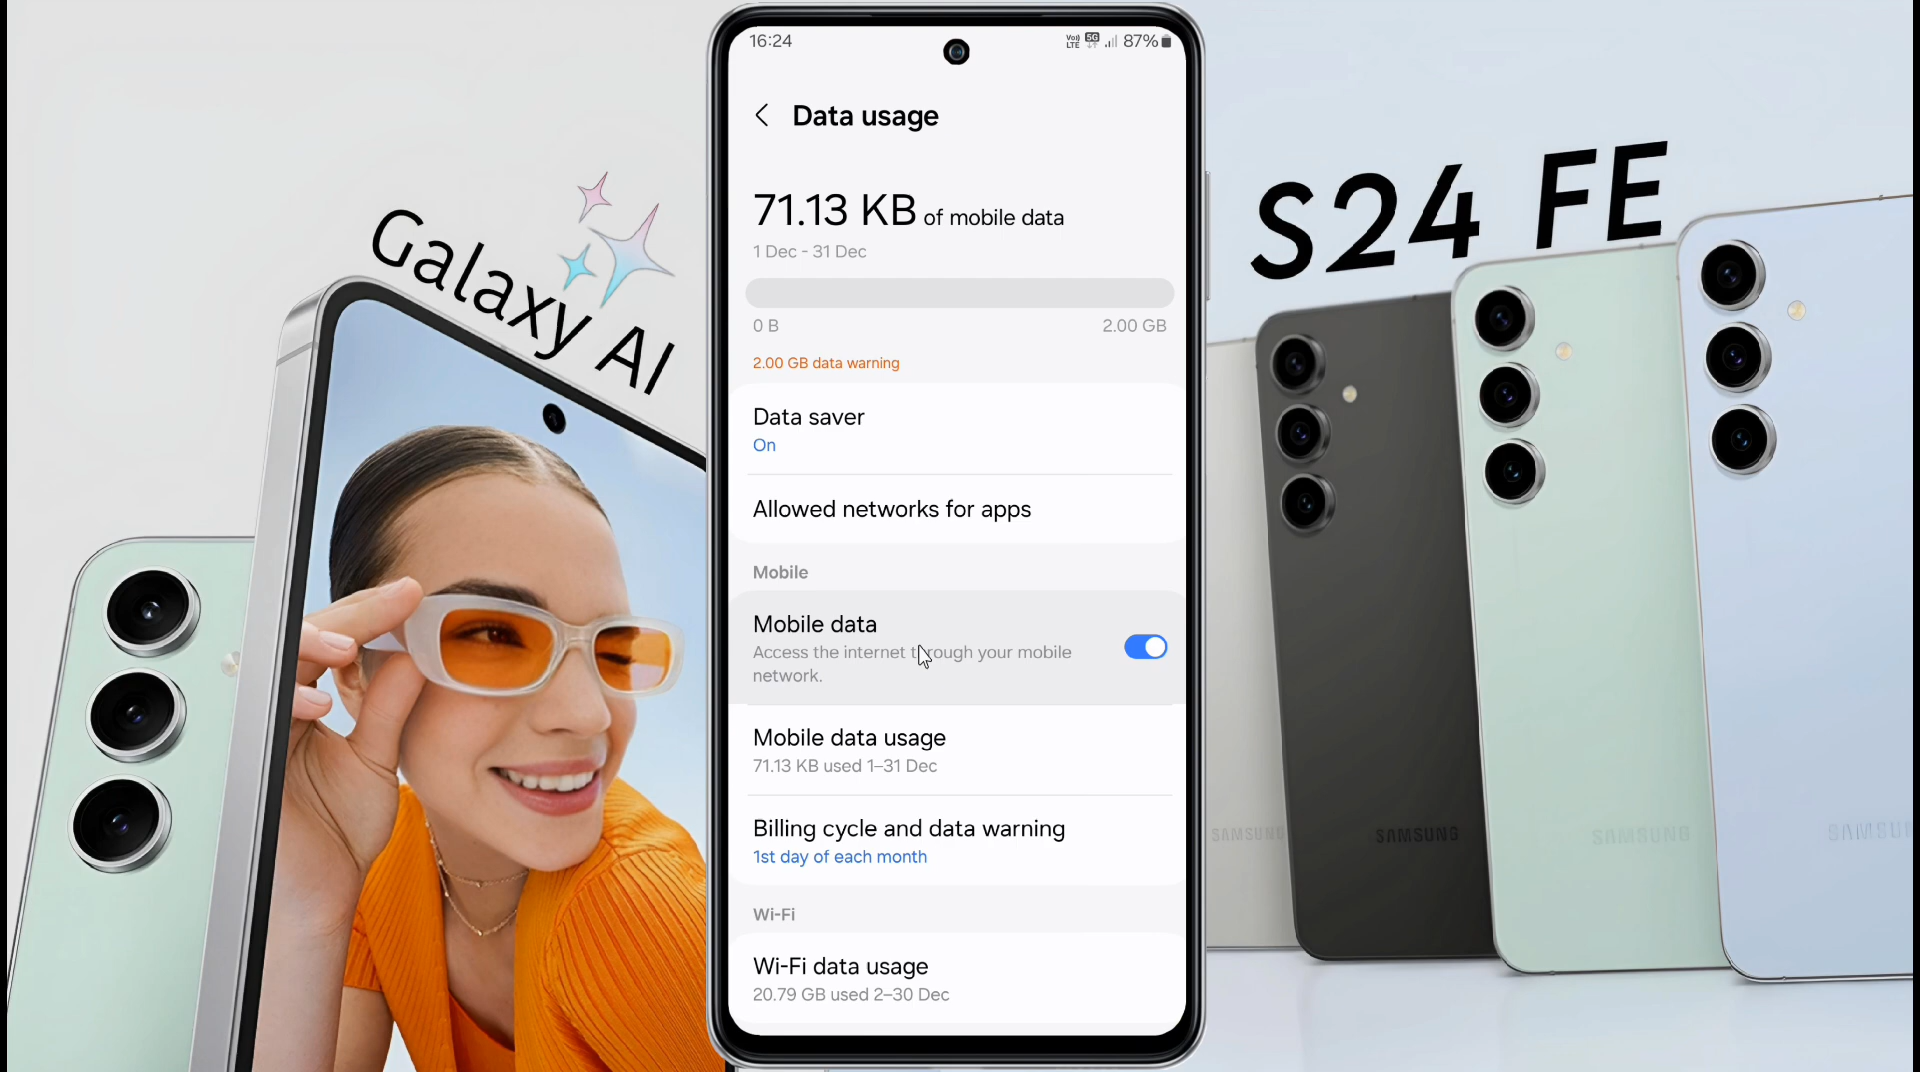 16:24
Vo)) LTE 5G 87%
Data usage
71.13 KB of mobile data
1 Dec - 31 Dec
0 B 2.00 GB
2.00 GB data warning
Data saver
On
Allowed networks for apps
Mobile
Mobile data
Access the internet through your mobile
network.
Mobile data usage
71.13 KB used 1–31 Dec
Billing cycle and data warning
1st day of each month
Wi-Fi
Wi-Fi data usage
20.79 GB used 2–30 Dec
Galaxy AI
S24 FE
SAMSUNG
SAMSUNG
SAMSUNG
SAMSU